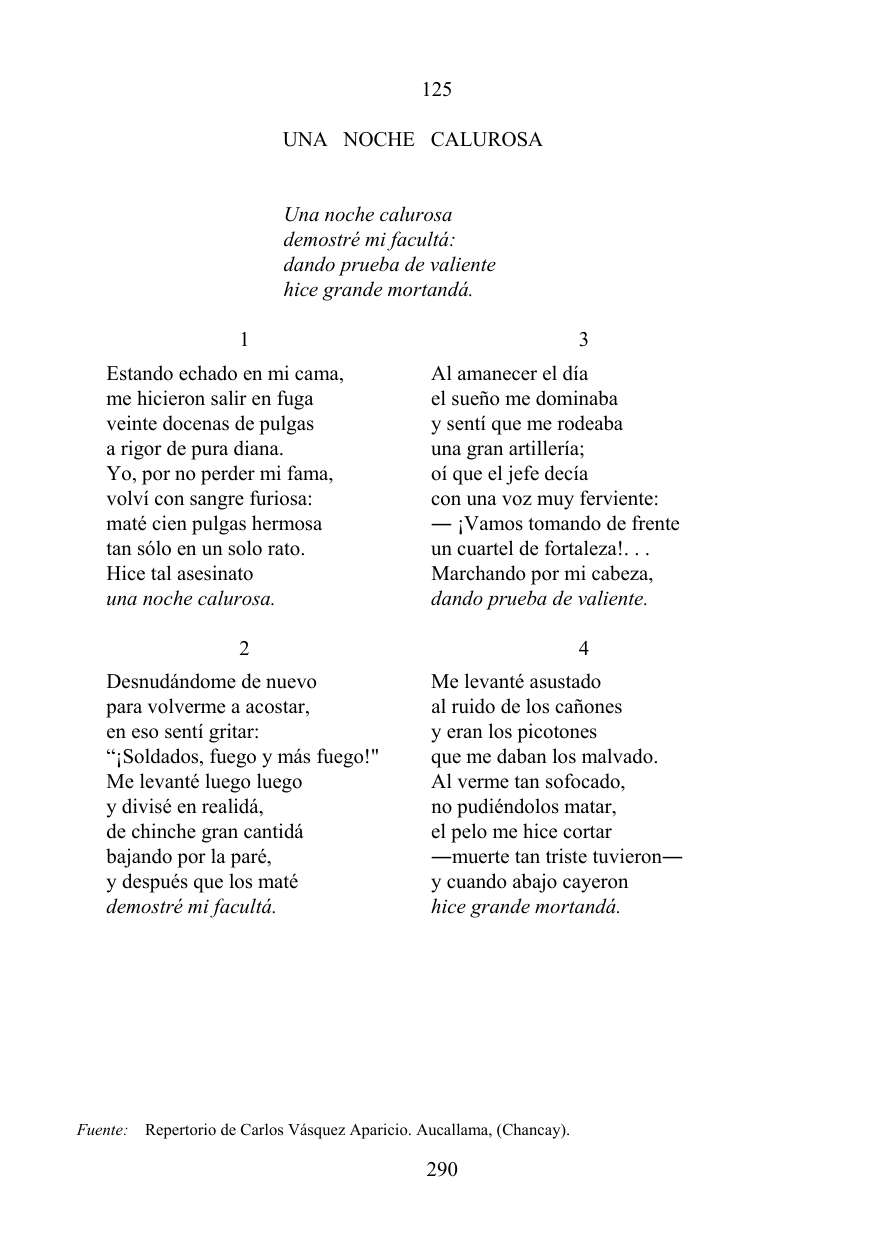 125
UNA NOCHE CALUROSA
Una noche calurosa
demostré mi facultá:
dando prueba de valiente
hice grande mortandá.
1
Estando echado en mi cama,
me hicieron salir en fuga
veinte docenas de pulgas
a rigor de pura diana.
Yo, por no perder mi fama,
volví con sangre furiosa:
maté cien pulgas hermosa
tan sólo en un solo rato.
Hice tal asesinato
una noche calurosa.
2
Desnudándome de nuevo
para volverme a acostar,
en eso sentí gritar:
“¡Soldados, fuego y más fuego!"
Me levanté luego luego
y divisé en realidá,
de chinche gran cantidá
bajando por la paré,
y después que los maté
demostré mi facultá.
3
Al amanecer el día
el sueño me dominaba
y sentí que me rodeaba
una gran artillería;
oí que el jefe decía
con una voz muy ferviente:
― ¡Vamos tomando de frente
un cuartel de fortaleza!. . .
Marchando por mi cabeza,
dando prueba de valiente.
4
Me levanté asustado
al ruido de los cañones
y eran los picotones
que me daban los malvado.
Al verme tan sofocado,
no pudiéndolos matar,
el pelo me hice cortar
―muerte tan triste tuvieron―
y cuando abajo cayeron
hice grande mortandá.
Fuente: Repertorio de Carlos Vásquez Aparicio. Aucallama, (Chancay).
290